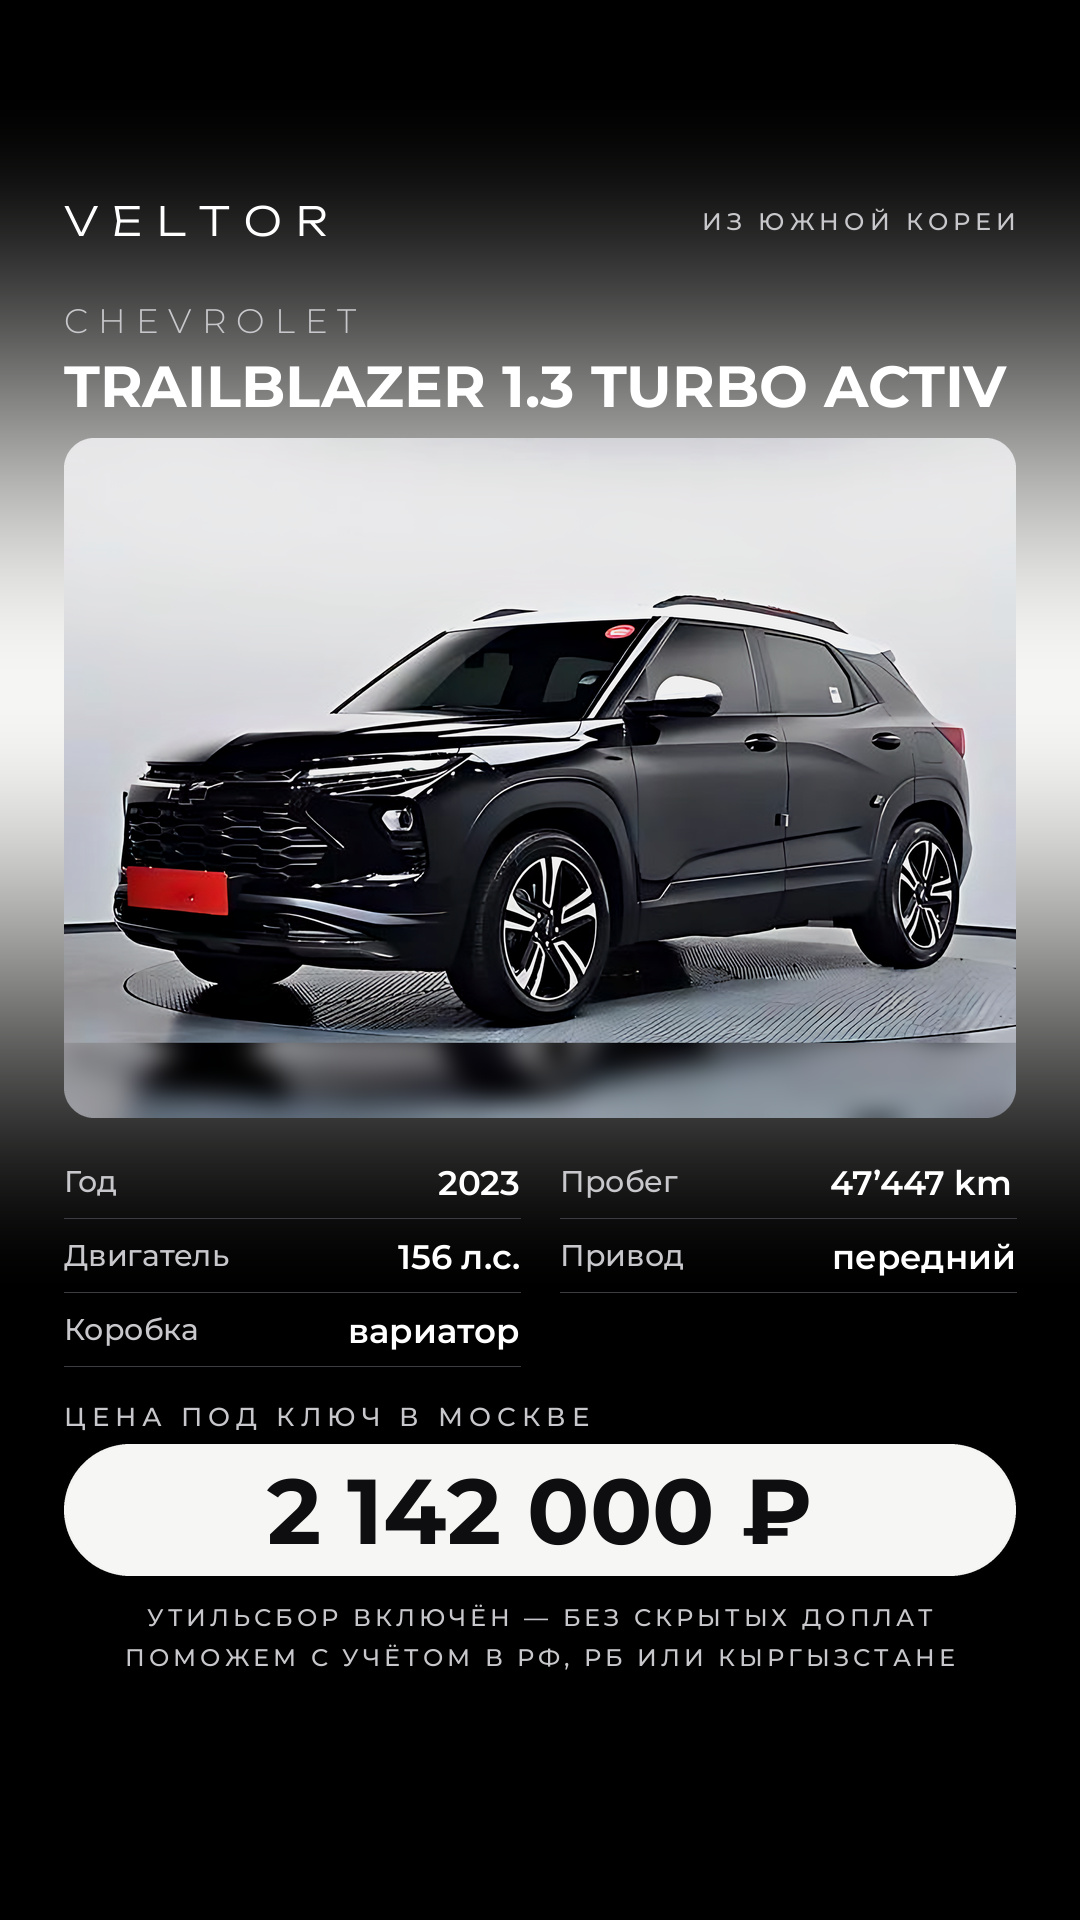 VELTOR
ИЗ ЮЖНОЙ КОРЕИ
CHEVROLET
TRAILBLAZER 1.3 TURBO ACTIV
Год 2023
Пробег 47’447 km
Двигатель 156 л.с.
Привод передний
Коробка вариатор
ЦЕНА ПОД КЛЮЧ В МОСКВЕ
2 142 000 ₽
УТИЛЬСБОР ВКЛЮЧЁН — БЕЗ СКРЫТЫХ ДОПЛАТ
ПОМОЖЕМ С УЧЁТОМ В РФ, РБ ИЛИ КЫРГЫЗСТАНЕ